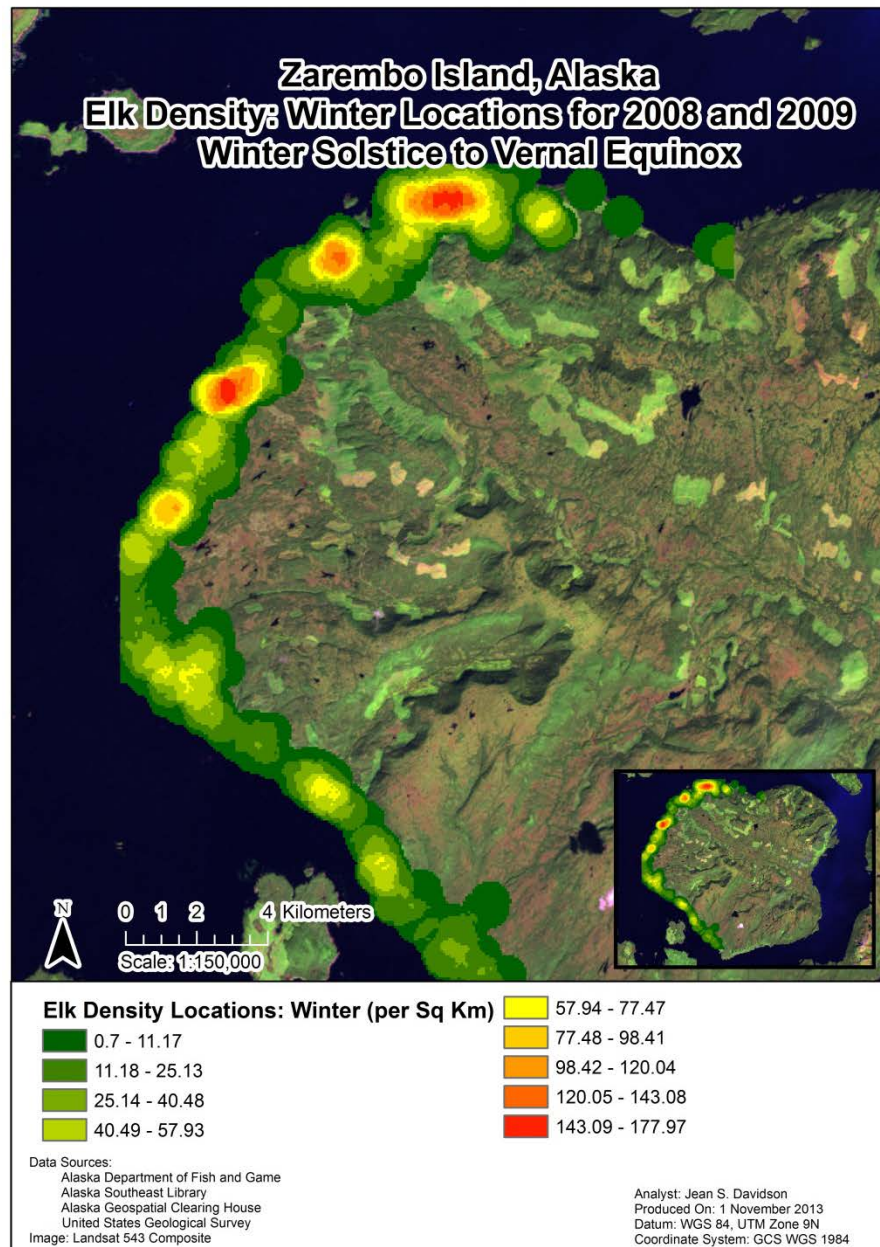 Zarembo Island, Alaska
Elk Density: Winter Locations for 2008 and 2009
Winter Solstice to Vernal Equinox
N
0 1 2 4 Kilometers
Scale: 1:150,000
Elk Density Locations: Winter (per Sq Km)
0.7 - 11.17
11.18 - 25.13
25.14 - 40.48
40.49 - 57.93
57.94 - 77.47
77.48 - 98.41
98.42 - 120.04
120.05 - 143.08
143.09 - 177.97
Data Sources:
Alaska Department of Fish and Game
Alaska Southeast Library
Alaska Geospatial Clearing House
United States Geological Survey
Image: Landsat 543 Composite
Analyst: Jean S. Davidson
Produced On: 1 November 2013
Datum: WGS 84, UTM Zone 9N
Coordinate System: GCS WGS 1984